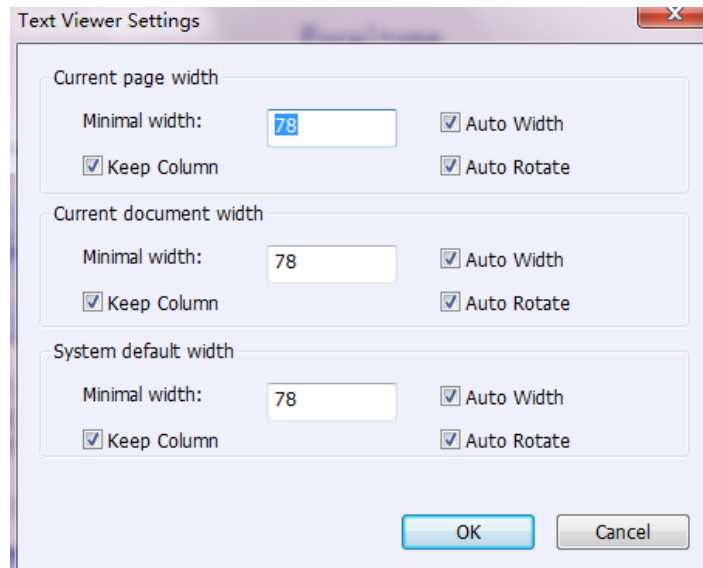 Text Viewer Settings
Current page width
Minimal width: 78 Auto Width
Keep Column Auto Rotate
Current document width
Minimal width: 78 Auto Width
Keep Column Auto Rotate
System default width
Minimal width: 78 Auto Width
Keep Column Auto Rotate
OK Cancel